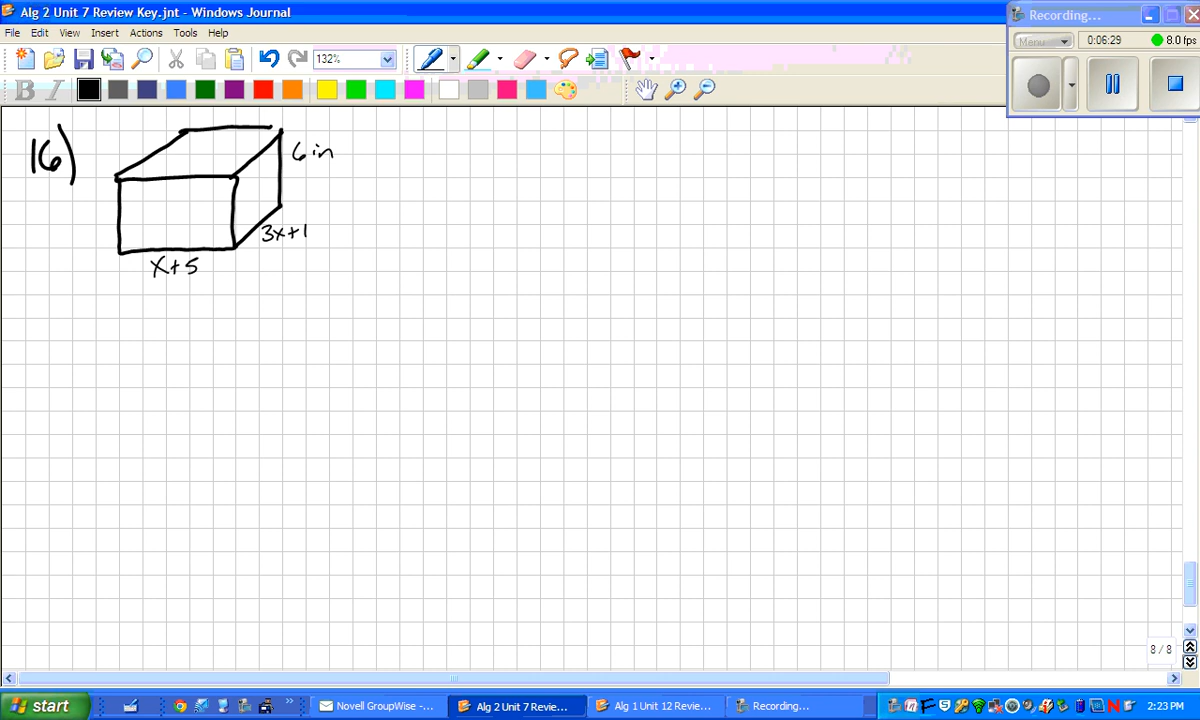 Alg 2 Unit 7 Review Key.jnt - Windows Journal
Recording...
File Edit View Insert Actions Tools Help
Menu
0:06:29
8.0 fps
132%
B I
16)
6 in
3x+1
x+5
8 / 8
start
Novell GroupWise -...
Alg 2 Unit 7 Revie...
Alg 1 Unit 12 Revie...
Recording...
2:23 PM